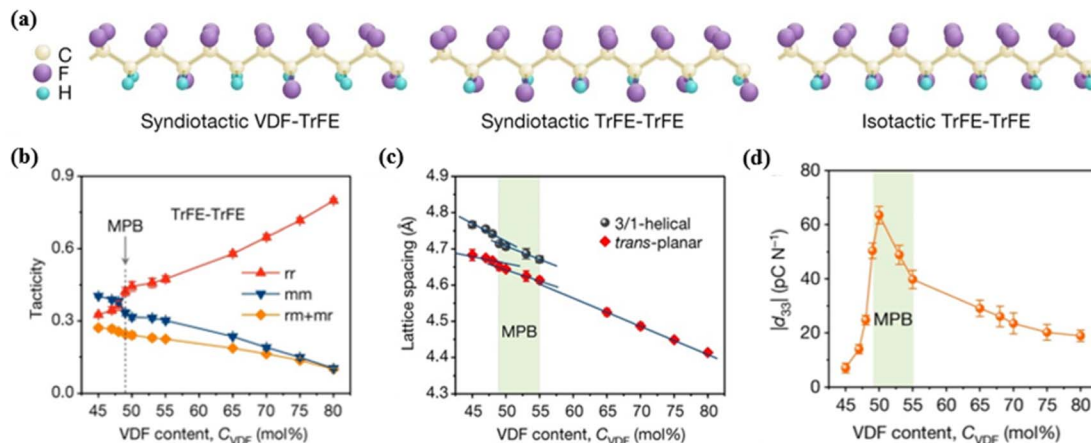 (a)
C
F
H
Syndiotactic VDF-TrFE
Syndiotactic TrFE-TrFE
Isotactic TrFE-TrFE
(b)
0.9
0.6
0.3
0.0
Tacticity
MPB
TrFE-TrFE
rr
mm
rm+mr
45 50 55 60 65 70 75 80
VDF content, C_VDF (mol%)
(c)
4.9
4.8
4.7
4.6
4.5
4.4
4.3
Lattice spacing (Å)
3/1-helical
trans-planar
MPB
45 50 55 60 65 70 75 80
VDF content, C_VDF (mol%)
(d)
80
60
40
20
0
|d33| (pC N⁻¹)
MPB
45 50 55 60 65 70 75 80
VDF content, C_VDF (mol%)